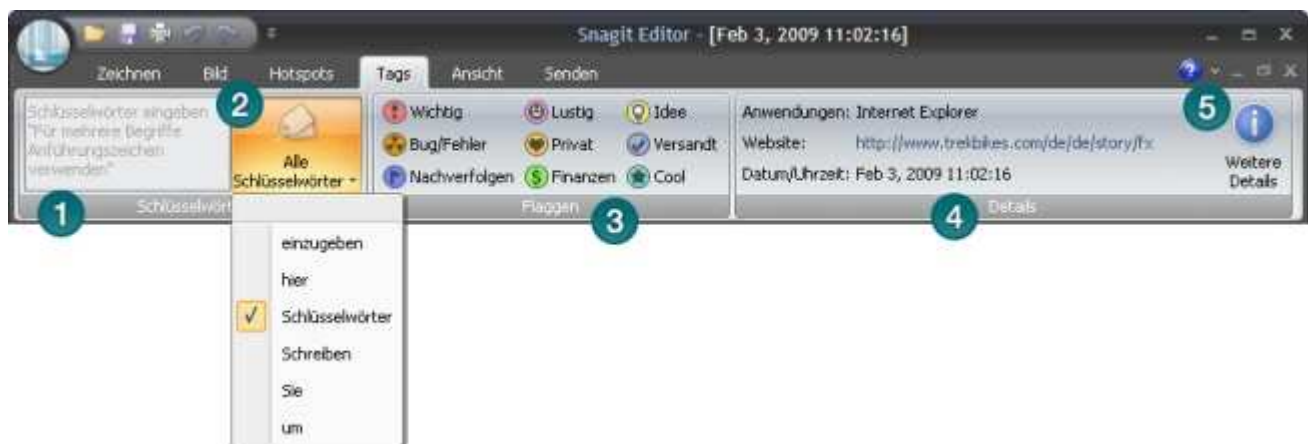 Snagit Editor - [Feb 3, 2009 11:02:16]
Zeichnen Bild Hotspots Tags Ansicht Senden
Schlüsselwörter eingeben
"Für mehrere Begriffe
Anführungszeichen
verwenden"
1
2
Alle
Schlüsselwörter
Wichtig Lustig Idee
Bug/Fehler Privat Versandt
Nachverfolgen Finanzen Cool
Flaggen
3
Anwendungen: Internet Explorer
Website: http://www.trekbikes.com/de/de/story/fx
Datum/Uhrzeit: Feb 3, 2009 11:02:16
Details
4
5
Weitere
Details
einzugeben
hier
Schlüsselwörter
Schreiben
Sie
um